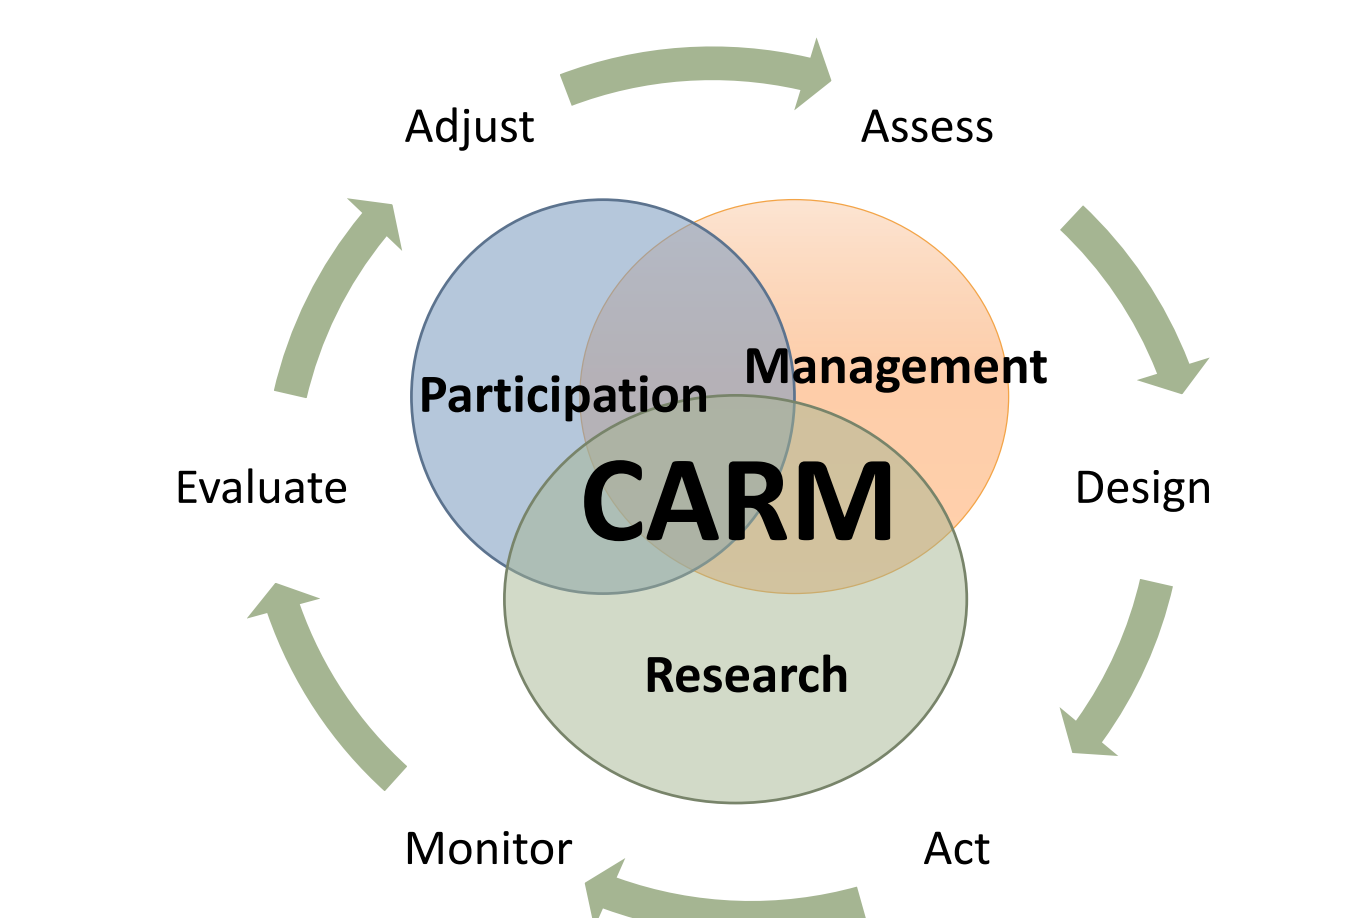 Adjust
Assess
Management
Participation
CARM
Evaluate
Design
Research
Monitor
Act